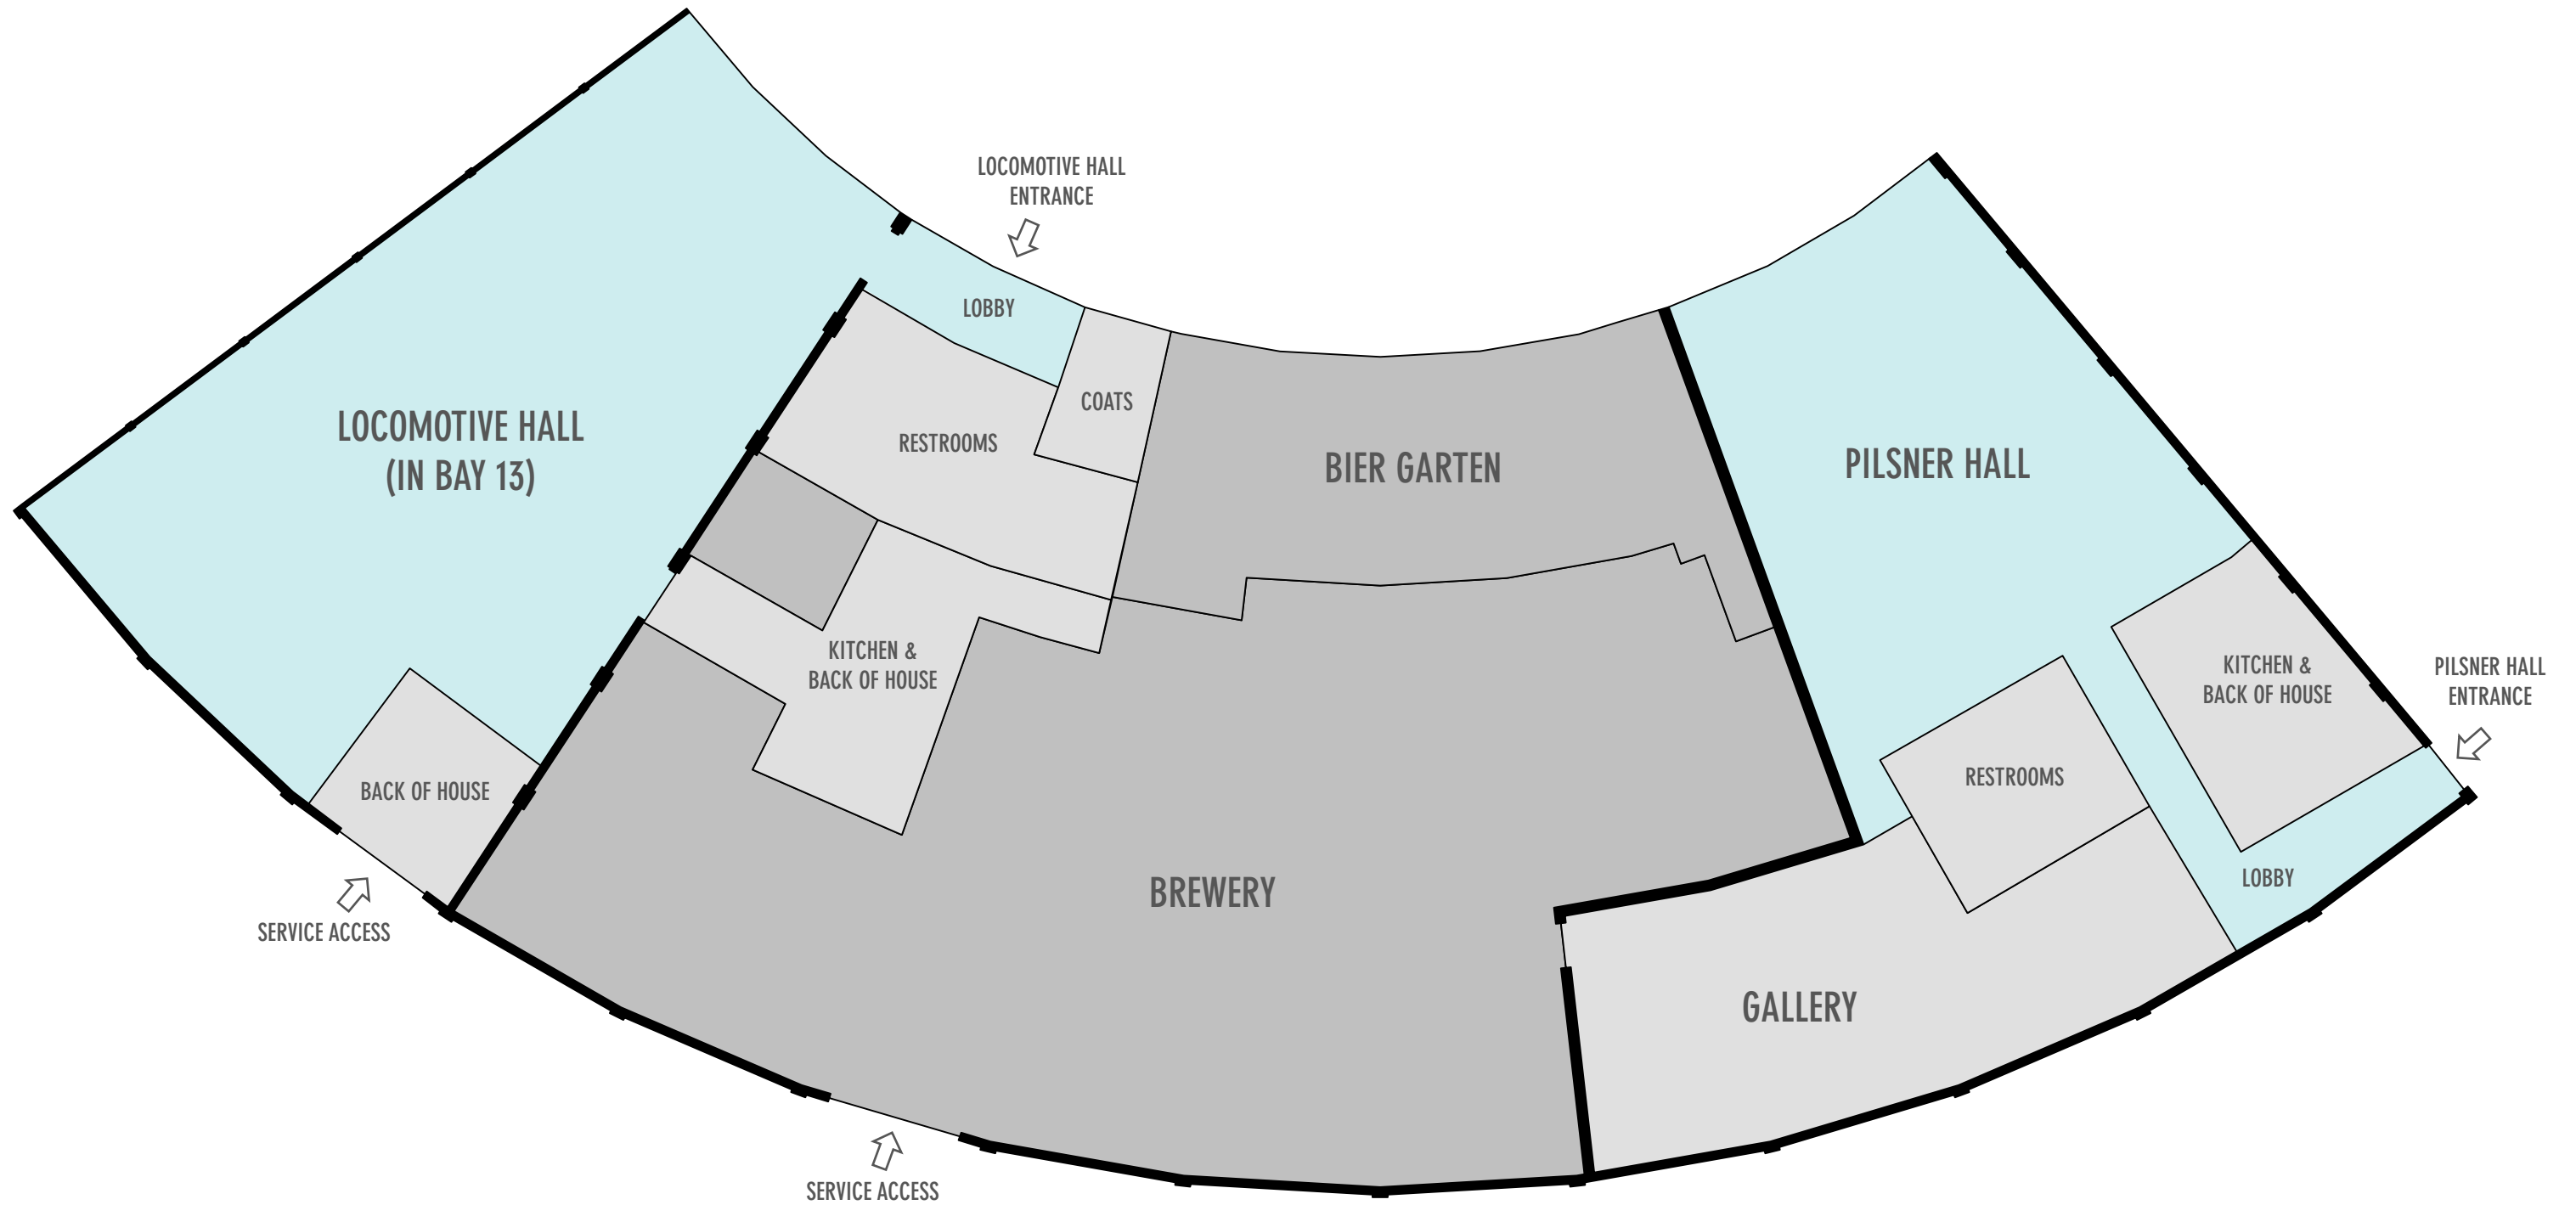 LOCOMOTIVE HALL
ENTRANCE
LOBBY
COATS
RESTROOMS
LOCOMOTIVE HALL
(IN BAY 13)
BIER GARTEN
PILSNER HALL
KITCHEN &
BACK OF HOUSE
KITCHEN &
BACK OF HOUSE
PILSNER HALL
ENTRANCE
RESTROOMS
BACK OF HOUSE
LOBBY
BREWERY
SERVICE ACCESS
GALLERY
SERVICE ACCESS